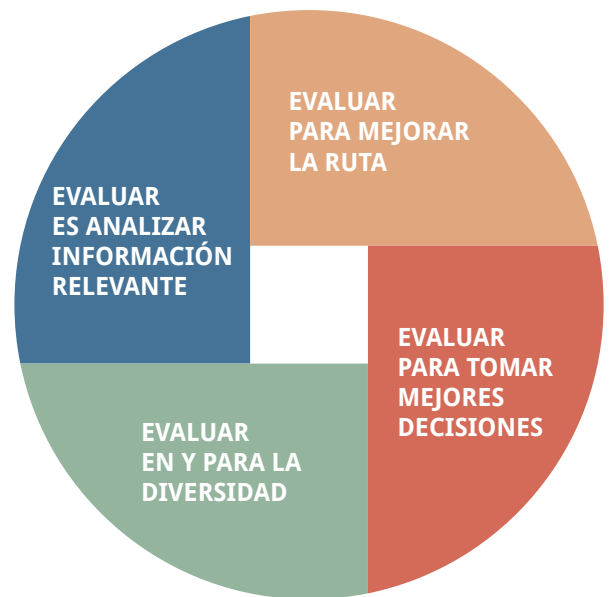 EVALUAR
PARA MEJORAR
LA RUTA
EVALUAR
ES ANALIZAR
INFORMACIÓN
RELEVANTE
EVALUAR
PARA TOMAR
MEJORES
DECISIONES
EVALUAR
EN Y PARA LA
DIVERSIDAD